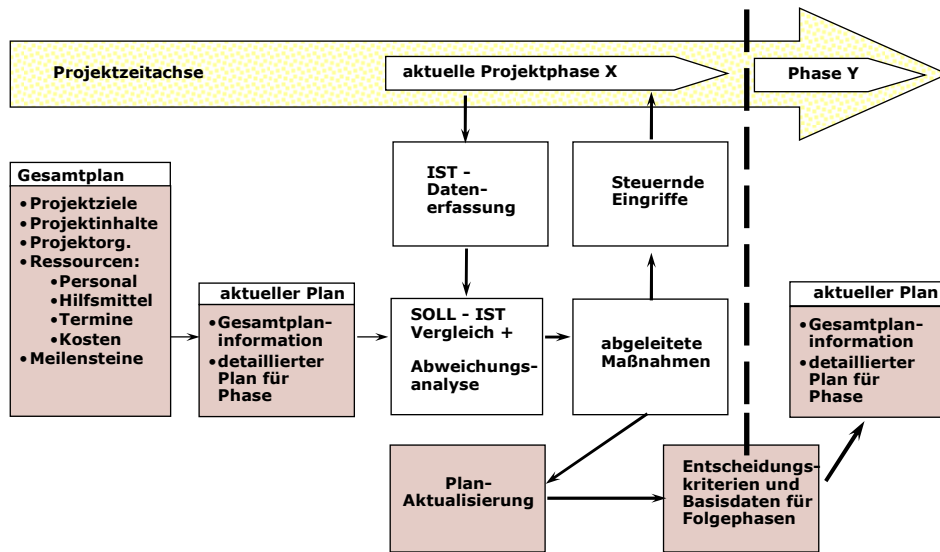 Projektzeitachse
aktuelle Projektphase X
Phase Y
Gesamtplan
•Projektziele
•Projektinhalte
•Projektorg.
•Ressourcen:
•Personal
•Hilfsmittel
•Termine
•Kosten
•Meilensteine
aktueller Plan
•Gesamtplan-
information
•detaillierter
Plan für
Phase
IST -
Daten-
erfassung
SOLL - IST
Vergleich +
Abweichungs-
analyse
Steuernde
Eingriffe
abgeleitete
Maßnahmen
Plan-
Aktualisierung
Entscheidungs-
kriterien und
Basisdaten für
Folgephasen
aktueller Plan
•Gesamtplan-
information
•detaillierter
Plan für
Phase